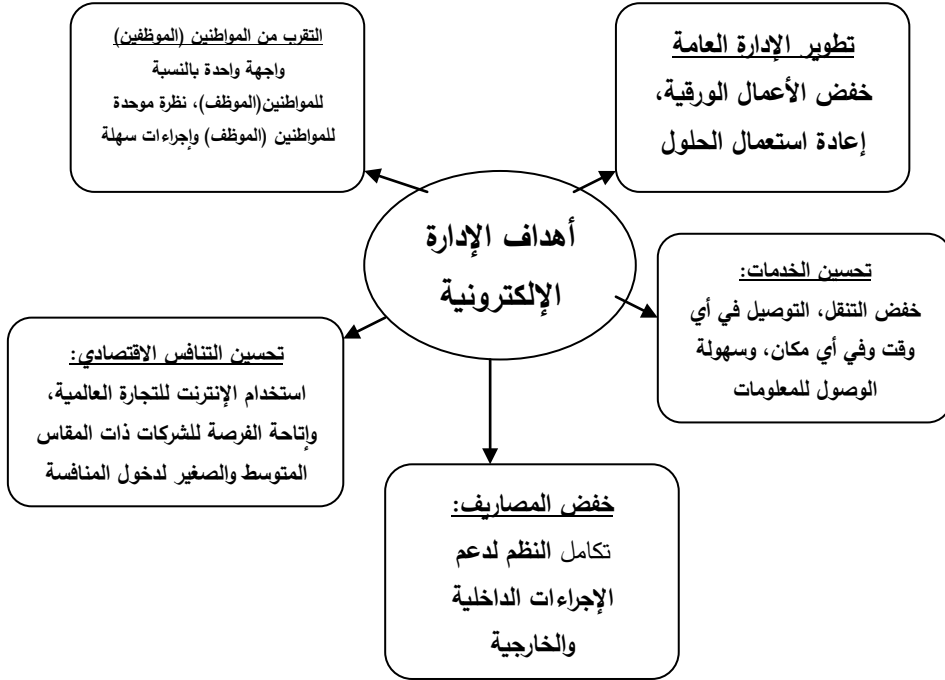 التقرب من المواطنين (الموظفين)
واجهة واحدة بالنسبة
للمواطنين(الموظف)، نظرة موحدة
للمواطنين (الموظف) وإجراءات سهلة
تطوير الإدارة العامة
خفض الأعمال الورقية،
إعادة استعمال الحلول
أهداف الإدارة
الإلكترونية
تحسين الخدمات:
خفض التنقل، التوصيل في أي
وقت وفي أي مكان، وسهولة
الوصول للمعلومات
تحسين التنافس الاقتصادي:
استخدام الإنترنت للتجارة العالمية،
وإتاحة الفرصة للشركات ذات المقاس
المتوسط والصغير لدخول المنافسة
خفض المصاريف:
تكامل النظم لدعم
الإجراءات الداخلية
والخارجية